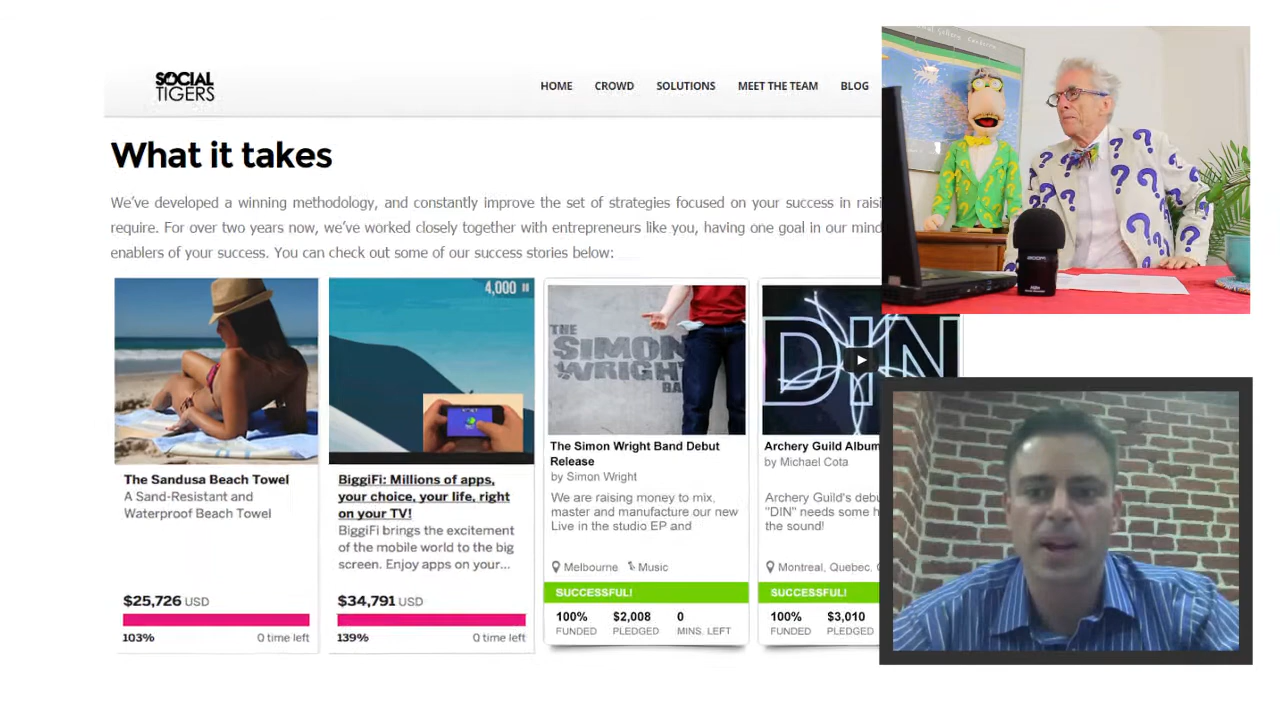 SOCIAL
TIGERS
HOME CROWD SOLUTIONS MEET THE TEAM BLOG
What it takes
We've developed a winning methodology, and constantly improve the set of strategies focused on your success in
require. For over two years now, we've worked closely together with entrepreneurs like you, having one goal in our
enablers of your success. You can check out some of our success stories below:
The Sandusa Beach Towel
A Sand-Resistant and
Waterproof Beach Towel
$25,726 USD
103% 0 time left
4,000
BiggiFi: Millions of apps,
your choice, your life, right
on your TV!
BiggiFi brings the excitement
of the mobile world to the big
screen. Enjoy apps on your...
$34,791 USD
139% 0 time left
THE
SIMON
WRIGHT
The Simon Wright Band Debut
Release
by Simon Wright
We are raising money to mix,
master and manufacture our new
Live in the studio EP and
Melbourne Music
SUCCESSFUL!
100% $2,008 0
FUNDED PLEDGED MINS. LEFT
DIN
Archery Guild Album
by Michael Cota
Archery Guild's
"DIN" needs some
the sound!
Montreal, Quebec,
SUCCESSFUL!
100% $3,010
FUNDED PLEDGED
ZOOM